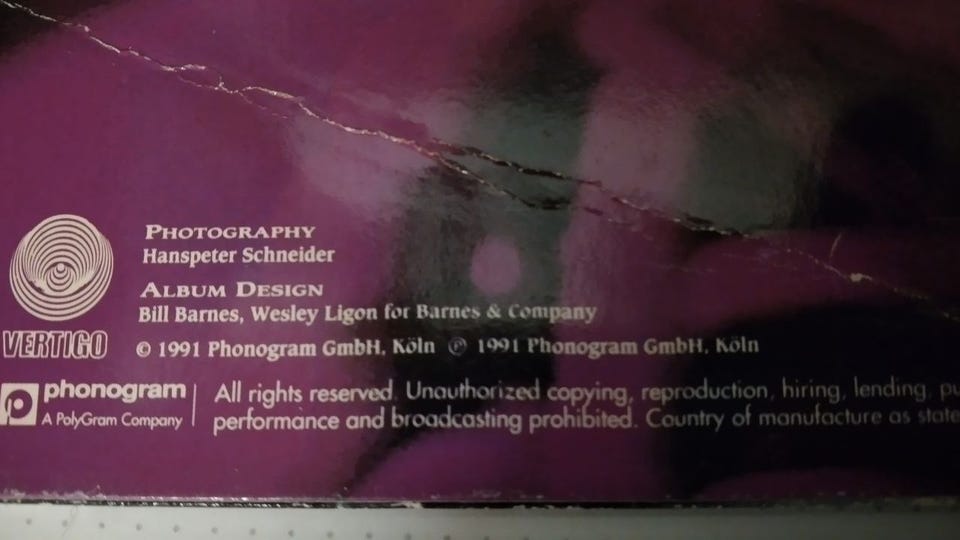 PHOTOGRAPHY
Hanspeter Schneider
ALBUM DESIGN
Bill Barnes, Wesley Ligon for Barnes & Company
VERTIGO
© 1991 Phonogram GmbH, Köln ℗ 1991 Phonogram GmbH, Köln
phonogram
A PolyGram Company
All rights reserved. Unauthorized copying, reproduction, hiring, lending, pu
performance and broadcasting prohibited. Country of manufacture as state